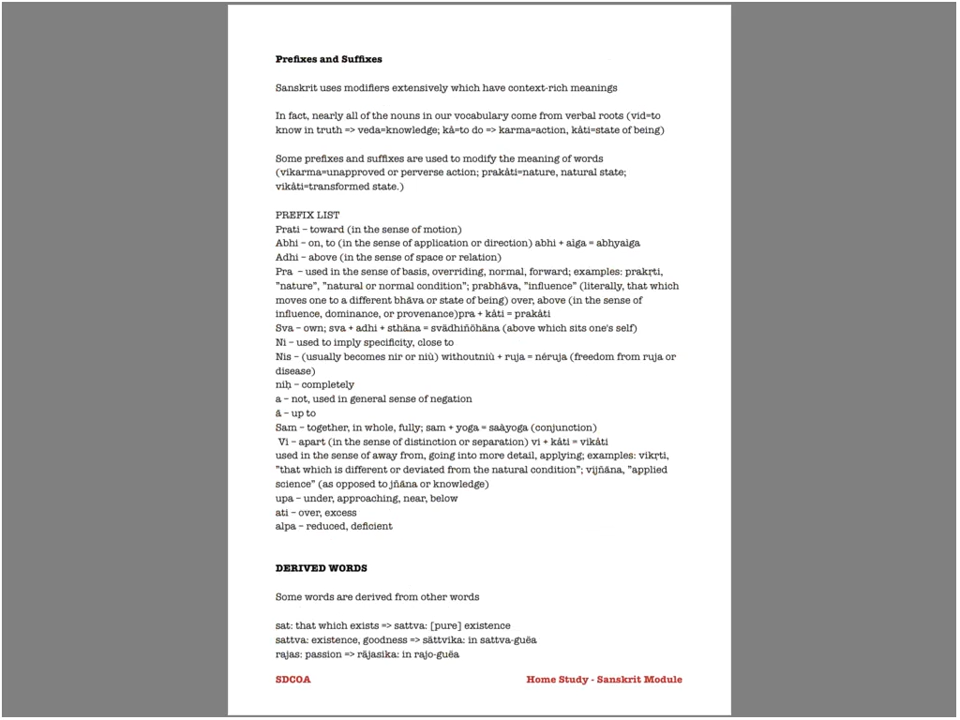 Prefixes and Suffixes
Sanskrit uses modifiers extensively which have context-rich meanings
In fact, nearly all of the nouns in our vocabulary come from verbal roots (vid=to
know in truth => veda=knowledge; kå=to do => karma=action, kåti=state of being)
Some prefixes and suffixes are used to modify the meaning of words
(vikarma=unapproved or perverse action; prakåti=nature, natural state;
vikåti=transformed state.)
PREFIX LIST
Prati – toward (in the sense of motion)
Abhi – on, to (in the sense of application or direction) abhi + alga = abhyalga
Adhi – above (in the sense of space or relation)
Pra – used in the sense of basis, overriding, normal, forward; examples: prakṛti,
"nature", "natural or normal condition"; prabháva, "influence" (literally, that which
moves one to a different bháva or state of being) over, above (in the sense of
influence, dominance, or provenance)pra + kåti = prakåti
Sva – own; sva + adhi + sthäna = svädhiñöhäna (above which sits one's self)
Ni – used to imply specificity, close to
Nis – (usually becomes nir or niù) withoutniù + ruja = néruja (freedom from ruja or
disease)
niḥ – completely
a – not, used in general sense of negation
ā – up to
Sam – together, in whole, fully; sam + yoga = saàyoga (conjunction)
Vi – apart (in the sense of distinction or separation) vi + kåti = vikåti
used in the sense of away from, going into more detail, applying; examples: vikṛti,
"that which is different or deviated from the natural condition"; vijñána, "applied
science" (as opposed to jñána or knowledge)
upa – under, approaching, near, below
ati – over, excess
alpa – reduced, deficient
DERIVED WORDS
Some words are derived from other words
sat: that which exists => sattva: [pure] existence
sattva: existence, goodness => sättvika: in sattva-guëa
rajas: passion => räjasika: in rajo-guëa
SDCOA Home Study - Sanskrit Module